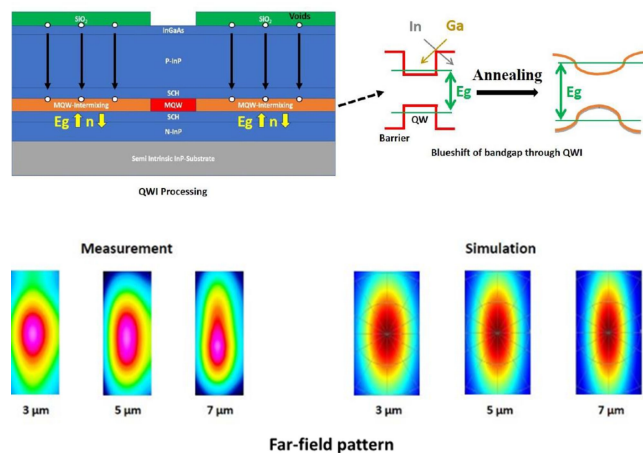 SiO2
SiO2
Voids
InGaAs
P-InP
SCH
MQW-Intermixing
MQW
MQW-Intermixing
SCH
Eg n
Eg n
N-InP
Semi Intrinsic InP-Substrate
QWI Processing
In
Ga
Annealing
Eg
Eg
QW
Barrier
Blueshift of bandgap through QWI
Measurement
Simulation
3 µm
5 µm
7 µm
3 µm
5 µm
7 µm
Far-field pattern